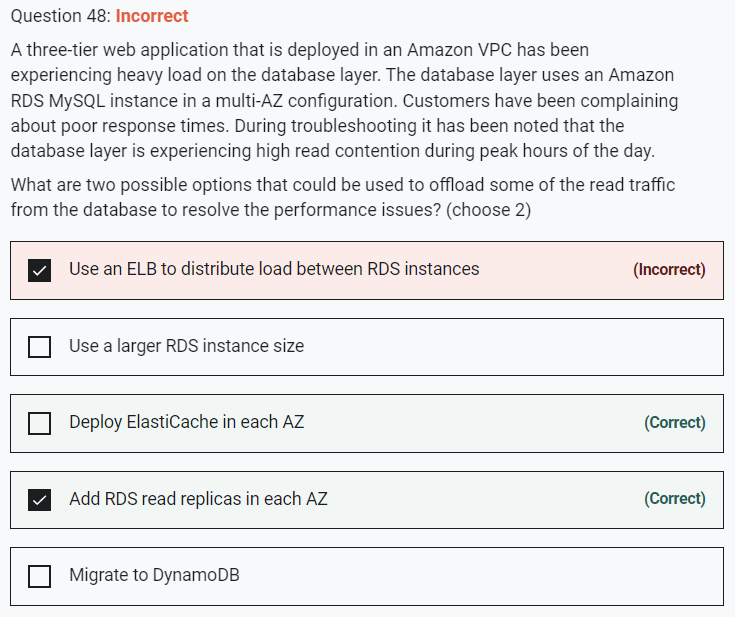 Question 48: Incorrect
A three-tier web application that is deployed in an Amazon VPC has been
experiencing heavy load on the database layer. The database layer uses an Amazon
RDS MySQL instance in a multi-AZ configuration. Customers have been complaining
about poor response times. During troubleshooting it has been noted that the
database layer is experiencing high read contention during peak hours of the day.
What are two possible options that could be used to offload some of the read traffic
from the database to resolve the performance issues? (choose 2)
Use an ELB to distribute load between RDS instances (Incorrect)
Use a larger RDS instance size
Deploy ElastiCache in each AZ (Correct)
Add RDS read replicas in each AZ (Correct)
Migrate to DynamoDB